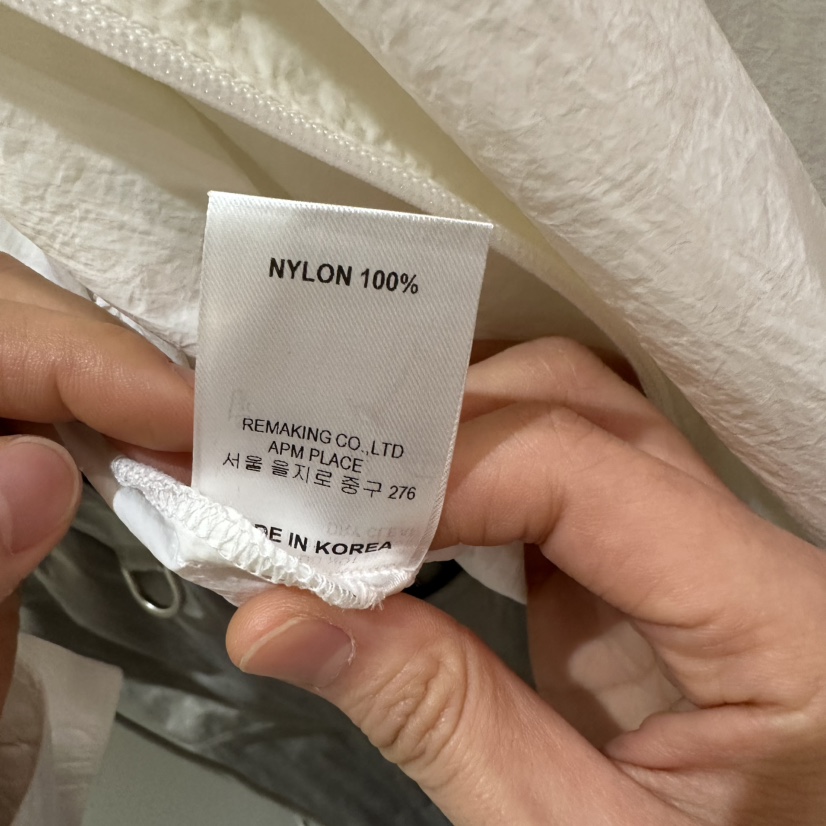 NYLON 100%
REMAKING CO.,LTD
APM PLACE
서울 을지로 중구 276
DE IN KOREA